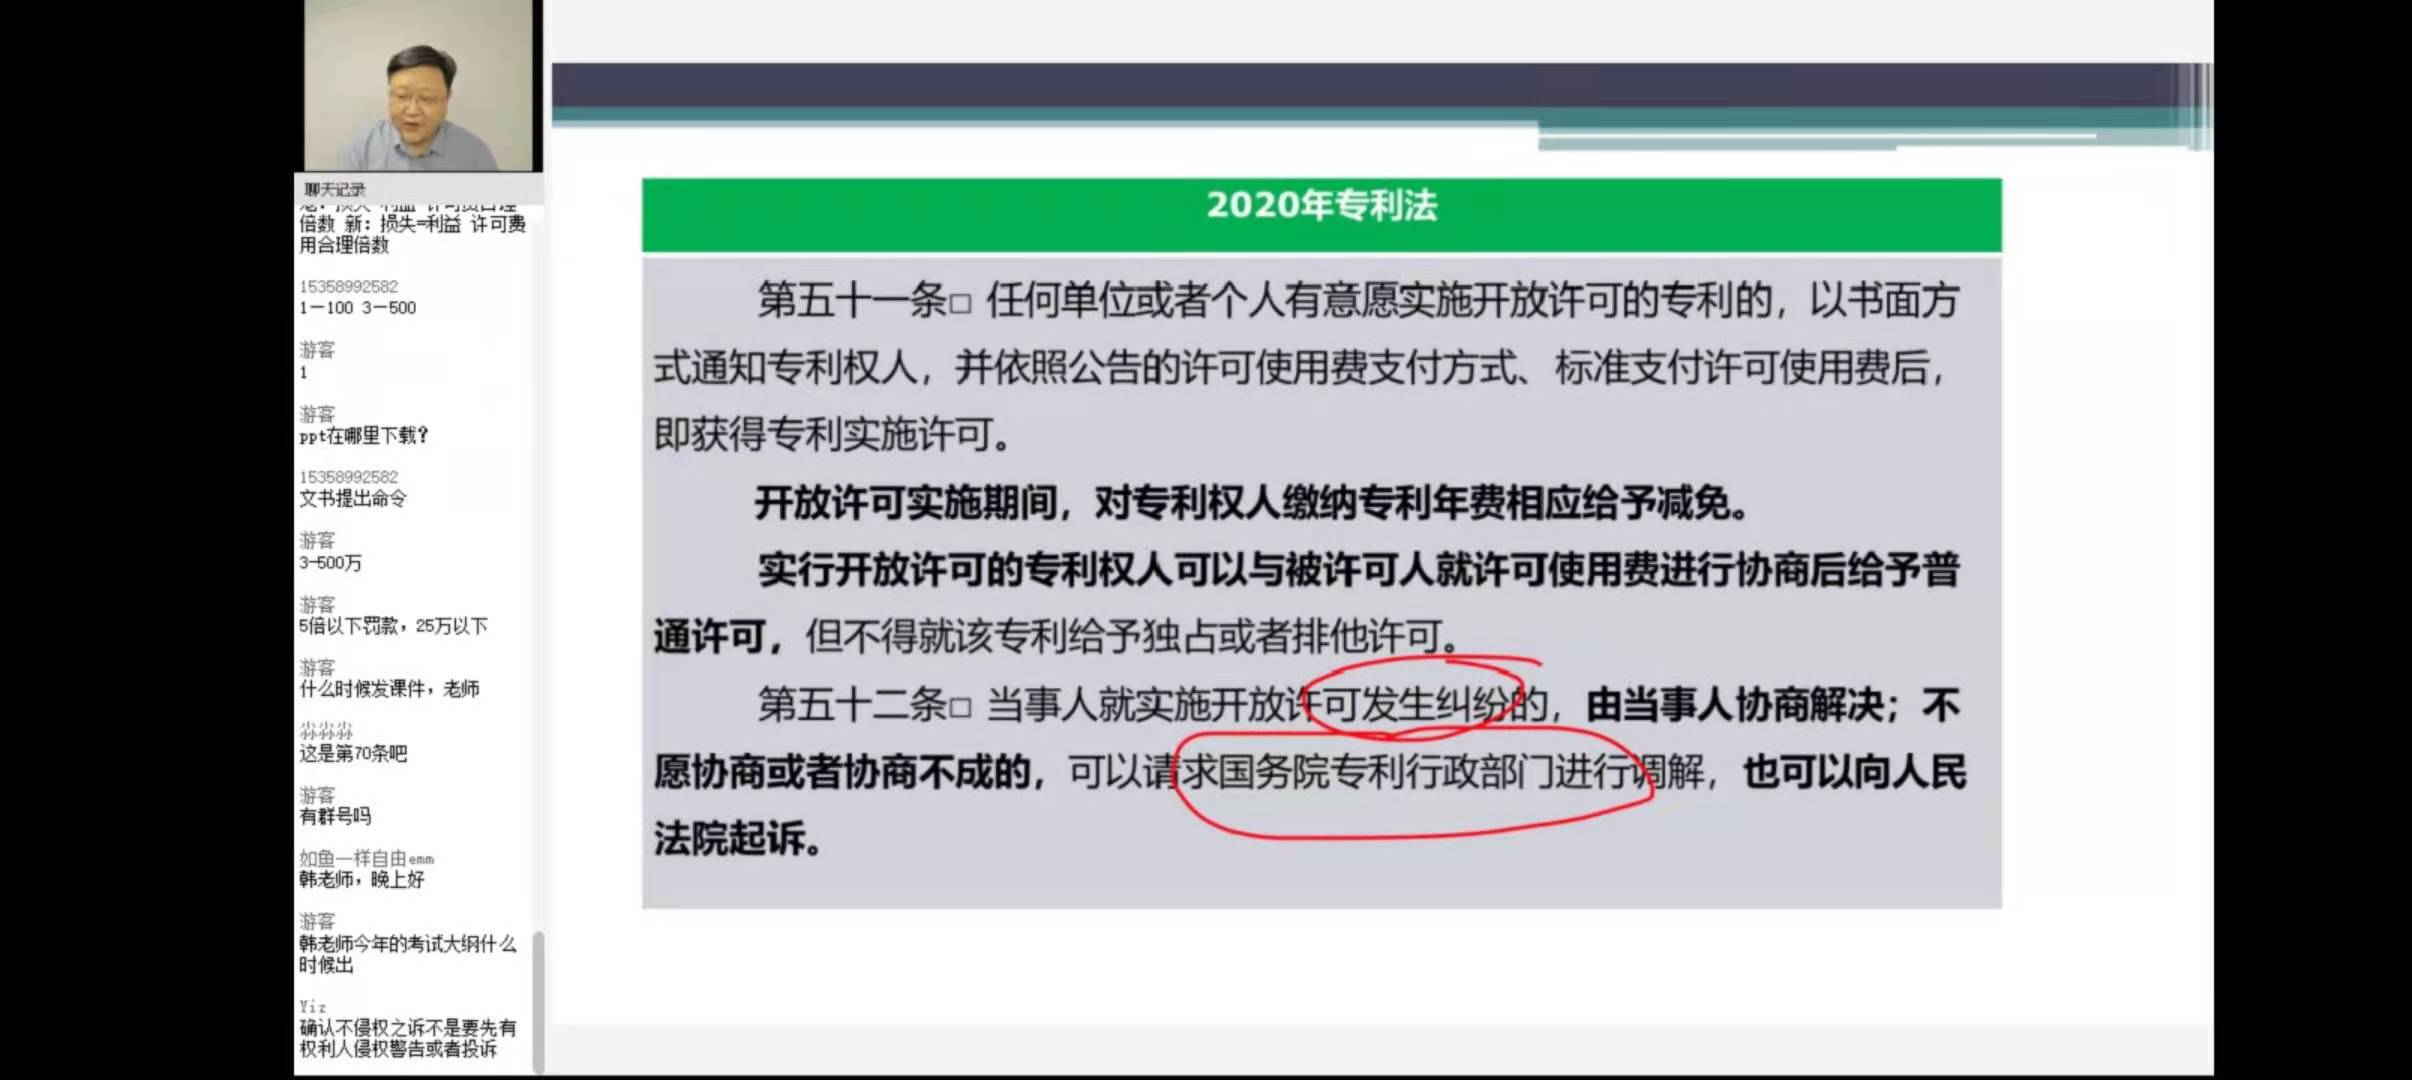 聊天记录
倍数 新：损失=利益 许可费
用合理倍数
15358992582
1－100 3－500
游客
1
游客
ppt在哪里下载？
15358992582
文书提出命令
游客
3-500万
游客
5倍以下罚款，25万以下
游客
什么时候发课件，老师
这是第70条吧
游客
有群号吗
如鱼一样自由emm
韩老师，晚上好
游客
韩老师今年的考试大纲什么
时候出
Yiz
确认不侵权之诉不是要先有
权利人侵权警告或者投诉
2020年专利法
第五十一条□ 任何单位或者个人有意愿实施开放许可的专利的，以书面方
式通知专利权人，并依照公告的许可使用费支付方式、标准支付许可使用费后，
即获得专利实施许可。
开放许可实施期间，对专利权人缴纳专利年费相应给予减免。
实行开放许可的专利权人可以与被许可人就许可使用费进行协商后给予普
通许可，但不得就该专利给予独占或者排他许可。
第五十二条□ 当事人就实施开放许可发生纠纷的，由当事人协商解决；不
愿协商或者协商不成的，可以请求国务院专利行政部门进行调解，也可以向人民
法院起诉。